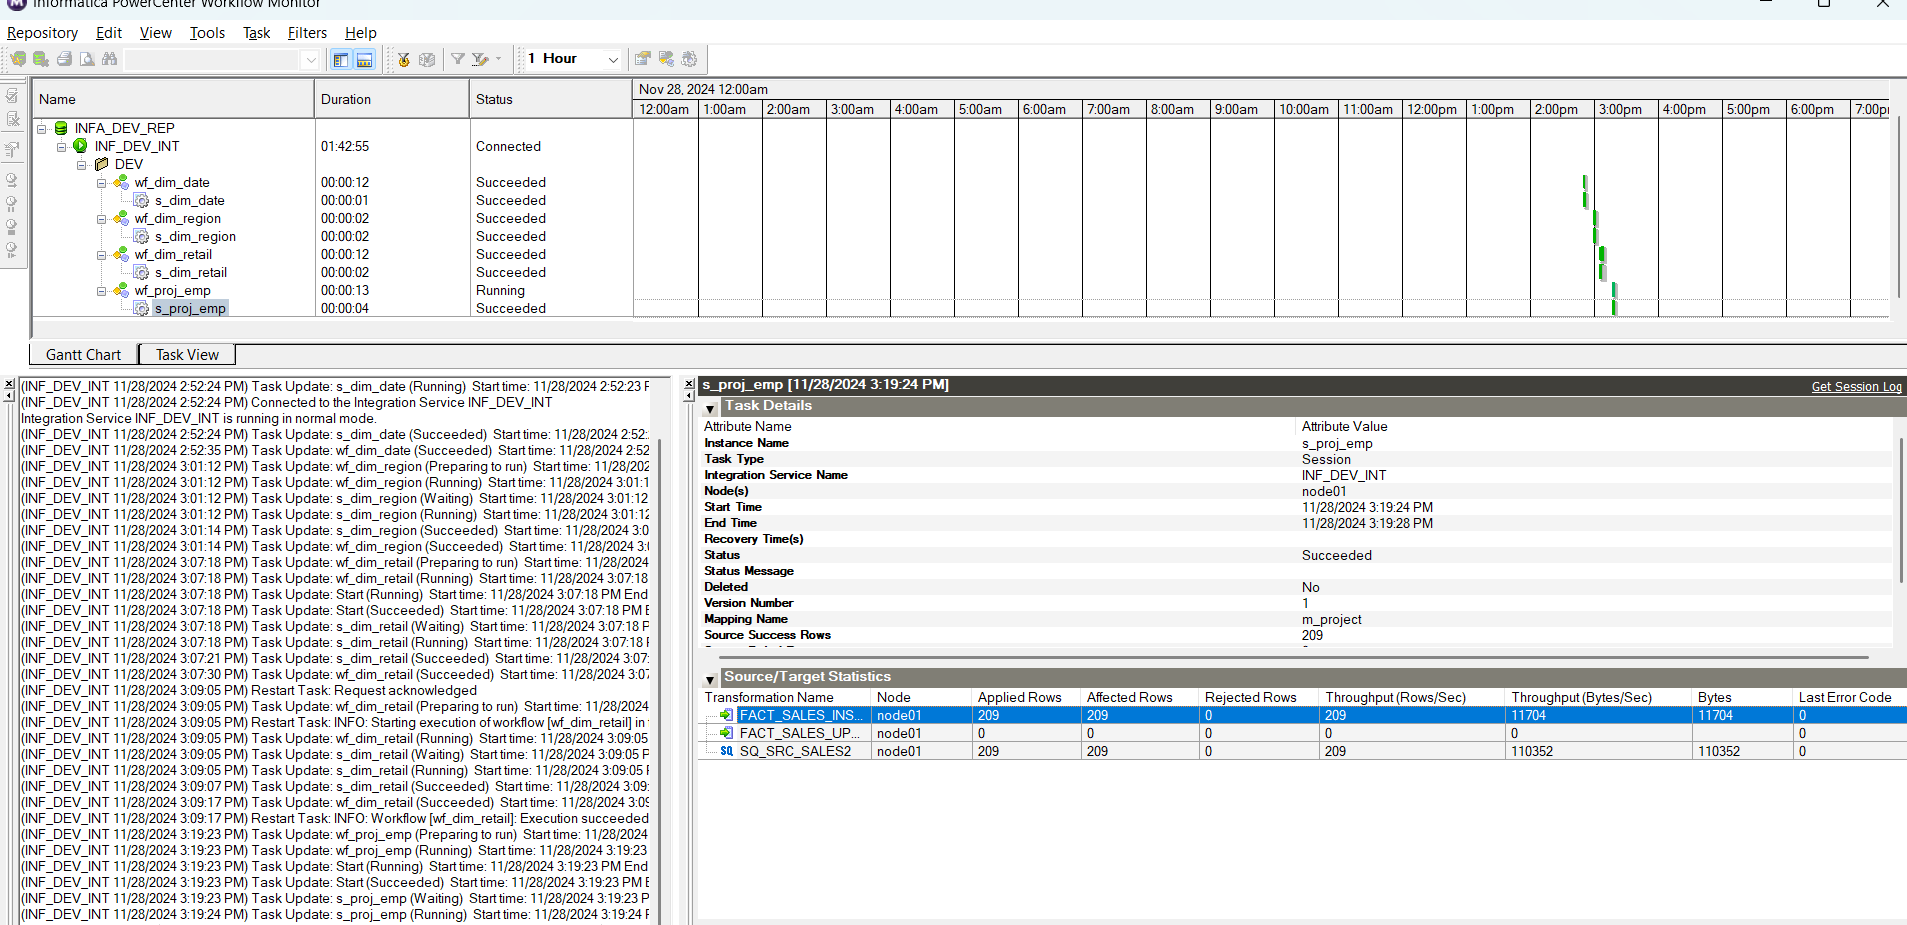 Informatica PowerCenter Workflow Monitor
Repository Edit View Tools Task Filters Help
1 Hour
Name Duration Status Nov 28, 2024 12:00am
12:00am 1:00am 2:00am 3:00am 4:00am 5:00am 6:00am 7:00am 8:00am 9:00am 10:00am 11:00am 12:00pm 1:00pm 2:00pm 3:00pm 4:00pm 5:00pm 6:00pm 7:00p
INFA_DEV_REP
INF_DEV_INT 01:42:55 Connected
DEV
wf_dim_date 00:00:12 Succeeded
s_dim_date 00:00:01 Succeeded
wf_dim_region 00:00:02 Succeeded
s_dim_region 00:00:02 Succeeded
wf_dim_retail 00:00:12 Succeeded
s_dim_retail 00:00:02 Succeeded
wf_proj_emp 00:00:13 Running
s_proj_emp 00:00:04 Succeeded
Gantt Chart Task View
(INF_DEV_INT 11/28/2024 2:52:24 PM) Task Update: s_dim_date (Running) Start time: 11/28/2024 2:52:23
(INF_DEV_INT 11/28/2024 2:52:24 PM) Connected to the Integration Service INF_DEV_INT
Integration Service INF_DEV_INT is running in normal mode.
(INF_DEV_INT 11/28/2024 2:52:24 PM) Task Update: s_dim_date (Succeeded) Start time: 11/28/2024 2:52:
(INF_DEV_INT 11/28/2024 2:52:35 PM) Task Update: wf_dim_date (Succeeded) Start time: 11/28/2024 2:52
(INF_DEV_INT 11/28/2024 3:01:12 PM) Task Update: wf_dim_region (Preparing to run) Start time: 11/28/202
(INF_DEV_INT 11/28/2024 3:01:12 PM) Task Update: wf_dim_region (Running) Start time: 11/28/2024 3:01:1
(INF_DEV_INT 11/28/2024 3:01:12 PM) Task Update: s_dim_region (Waiting) Start time: 11/28/2024 3:01:12
(INF_DEV_INT 11/28/2024 3:01:12 PM) Task Update: s_dim_region (Running) Start time: 11/28/2024 3:01:12
(INF_DEV_INT 11/28/2024 3:01:14 PM) Task Update: s_dim_region (Succeeded) Start time: 11/28/2024 3:0
(INF_DEV_INT 11/28/2024 3:01:14 PM) Task Update: wf_dim_region (Succeeded) Start time: 11/28/2024 3:0
(INF_DEV_INT 11/28/2024 3:07:18 PM) Task Update: wf_dim_retail (Preparing to run) Start time: 11/28/2024
(INF_DEV_INT 11/28/2024 3:07:18 PM) Task Update: wf_dim_retail (Running) Start time: 11/28/2024 3:07:18
(INF_DEV_INT 11/28/2024 3:07:18 PM) Task Update: Start (Running) Start time: 11/28/2024 3:07:18 PM End
(INF_DEV_INT 11/28/2024 3:07:18 PM) Task Update: Start (Succeeded) Start time: 11/28/2024 3:07:18 PM E
(INF_DEV_INT 11/28/2024 3:07:18 PM) Task Update: s_dim_retail (Waiting) Start time: 11/28/2024 3:07:18 P
(INF_DEV_INT 11/28/2024 3:07:18 PM) Task Update: s_dim_retail (Running) Start time: 11/28/2024 3:07:18
(INF_DEV_INT 11/28/2024 3:07:21 PM) Task Update: s_dim_retail (Succeeded) Start time: 11/28/2024 3:07:
(INF_DEV_INT 11/28/2024 3:07:30 PM) Task Update: wf_dim_retail (Succeeded) Start time: 11/28/2024 3:07
(INF_DEV_INT 11/28/2024 3:09:05 PM) Restart Task: Request acknowledged
(INF_DEV_INT 11/28/2024 3:09:05 PM) Task Update: wf_dim_retail (Preparing to run) Start time: 11/28/2024
(INF_DEV_INT 11/28/2024 3:09:05 PM) Restart Task: INFO: Starting execution of workflow [wf_dim_retail] in
(INF_DEV_INT 11/28/2024 3:09:05 PM) Task Update: wf_dim_retail (Running) Start time: 11/28/2024 3:09:05
(INF_DEV_INT 11/28/2024 3:09:05 PM) Task Update: s_dim_retail (Waiting) Start time: 11/28/2024 3:09:05 P
(INF_DEV_INT 11/28/2024 3:09:05 PM) Task Update: s_dim_retail (Running) Start time: 11/28/2024 3:09:05
(INF_DEV_INT 11/28/2024 3:09:07 PM) Task Update: s_dim_retail (Succeeded) Start time: 11/28/2024 3:09:
(INF_DEV_INT 11/28/2024 3:09:17 PM) Task Update: wf_dim_retail (Succeeded) Start time: 11/28/2024 3:09
(INF_DEV_INT 11/28/2024 3:09:17 PM) Restart Task: INFO: Workflow [wf_dim_retail]: Execution succeeded
(INF_DEV_INT 11/28/2024 3:19:23 PM) Task Update: wf_proj_emp (Preparing to run) Start time: 11/28/2024
(INF_DEV_INT 11/28/2024 3:19:23 PM) Task Update: wf_proj_emp (Running) Start time: 11/28/2024 3:19:23
(INF_DEV_INT 11/28/2024 3:19:23 PM) Task Update: Start (Running) Start time: 11/28/2024 3:19:23 PM End
(INF_DEV_INT 11/28/2024 3:19:23 PM) Task Update: Start (Succeeded) Start time: 11/28/2024 3:19:23 PM E
(INF_DEV_INT 11/28/2024 3:19:23 PM) Task Update: s_proj_emp (Waiting) Start time: 11/28/2024 3:19:23 P
(INF_DEV_INT 11/28/2024 3:19:24 PM) Task Update: s_proj_emp (Running) Start time: 11/28/2024 3:19:24
s_proj_emp [11/28/2024 3:19:24 PM] Get Session Log
Task Details
Attribute Name Attribute Value
Instance Name s_proj_emp
Task Type Session
Integration Service Name INF_DEV_INT
Node(s) node01
Start Time 11/28/2024 3:19:24 PM
End Time 11/28/2024 3:19:28 PM
Recovery Time(s)
Status Succeeded
Status Message
Deleted No
Version Number 1
Mapping Name m_project
Source Success Rows 209
Source/Target Statistics
Transformation Name Node Applied Rows Affected Rows Rejected Rows Throughput (Rows/Sec) Throughput (Bytes/Sec) Bytes Last Error Code
FACT_SALES_INS... node01 209 209 0 209 11704 11704 0
FACT_SALES_UP... node01 0 0 0 0 0 0
SQ SQ_SRC_SALES2 node01 209 209 0 209 110352 110352 0